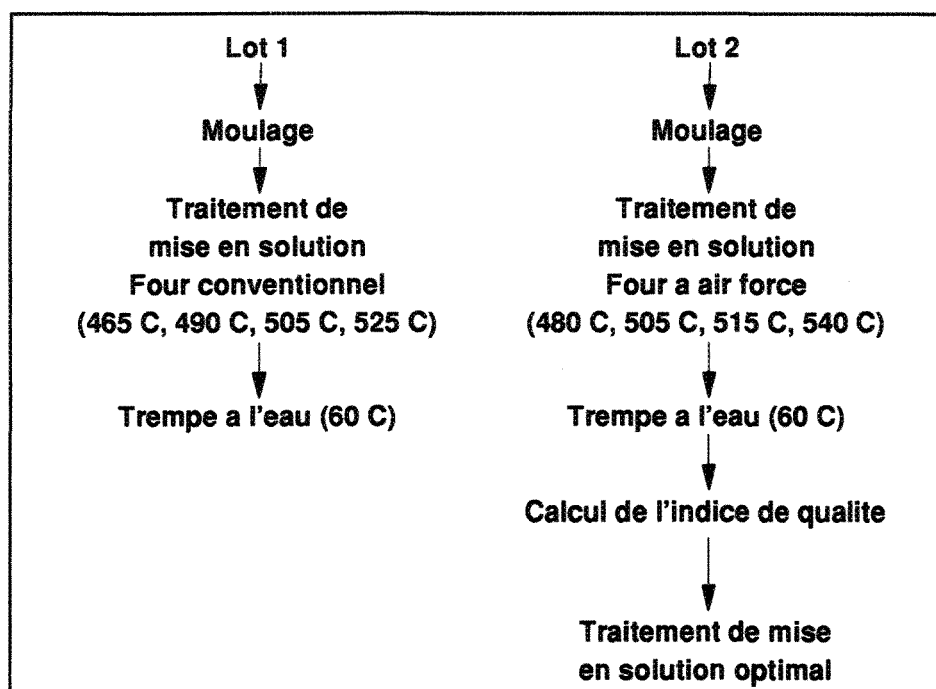 Lot 1
Moulage
Traitement de
mise en solution
Four conventionnel
(465 C, 490 C, 505 C, 525 C)
Trempe a l'eau (60 C)
Lot 2
Moulage
Traitement de
mise en solution
Four a air force
(480 C, 505 C, 515 C, 540 C)
Trempe a l'eau (60 C)
Calcul de l'indice de qualite
Traitement de mise
en solution optimal